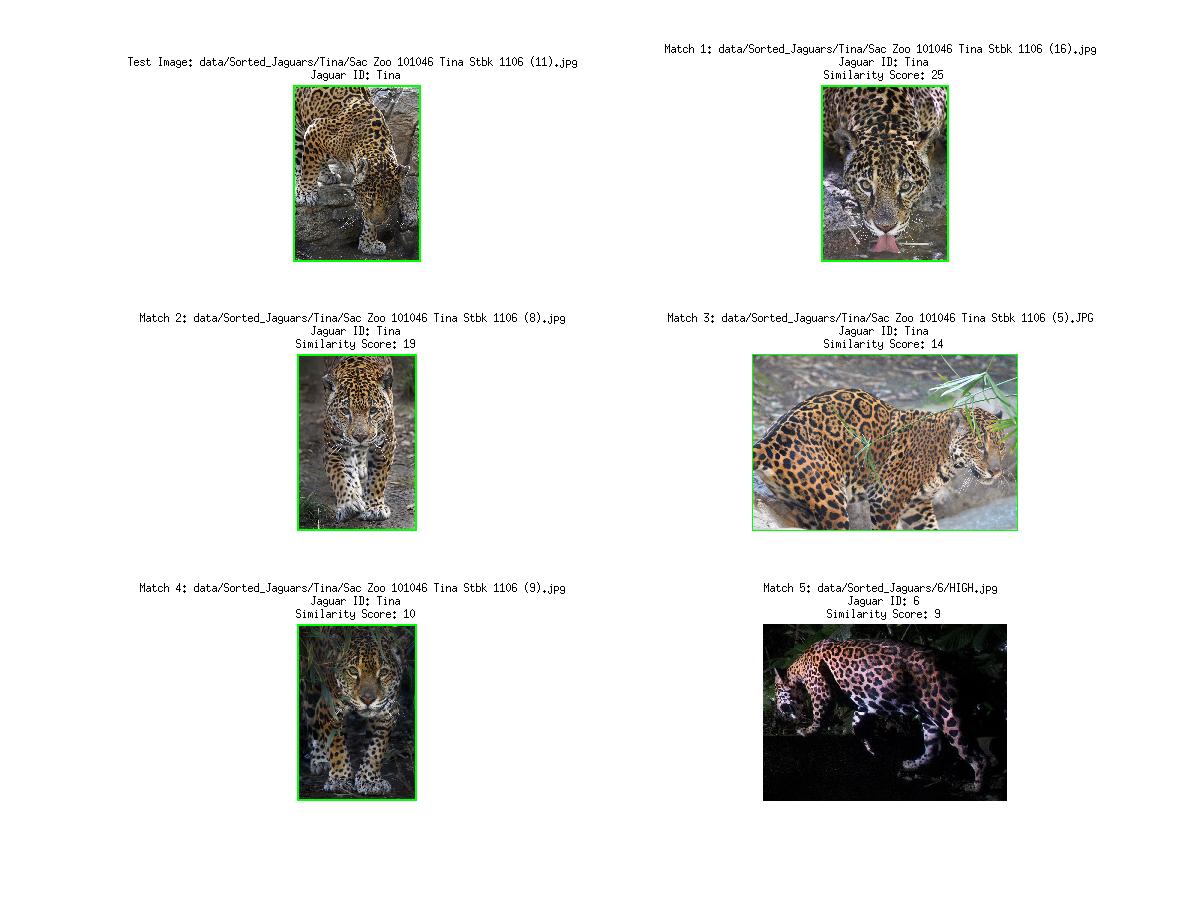 Test Image: data/Sorted_Jaguars/Tina/Sac Zoo 101046 Tina Stbk 1106 (11).jpg
Jaguar ID: Tina
Match 1: data/Sorted_Jaguars/Tina/Sac Zoo 101046 Tina Stbk 1106 (16).jpg
Jaguar ID: Tina
Similarity Score: 25
Match 2: data/Sorted_Jaguars/Tina/Sac Zoo 101046 Tina Stbk 1106 (8).jpg
Jaguar ID: Tina
Similarity Score: 19
Match 3: data/Sorted_Jaguars/Tina/Sac Zoo 101046 Tina Stbk 1106 (5).JPG
Jaguar ID: Tina
Similarity Score: 14
Match 4: data/Sorted_Jaguars/Tina/Sac Zoo 101046 Tina Stbk 1106 (9).jpg
Jaguar ID: Tina
Similarity Score: 10
Match 5: data/Sorted_Jaguars/6/HIGH.jpg
Jaguar ID: 6
Similarity Score: 9